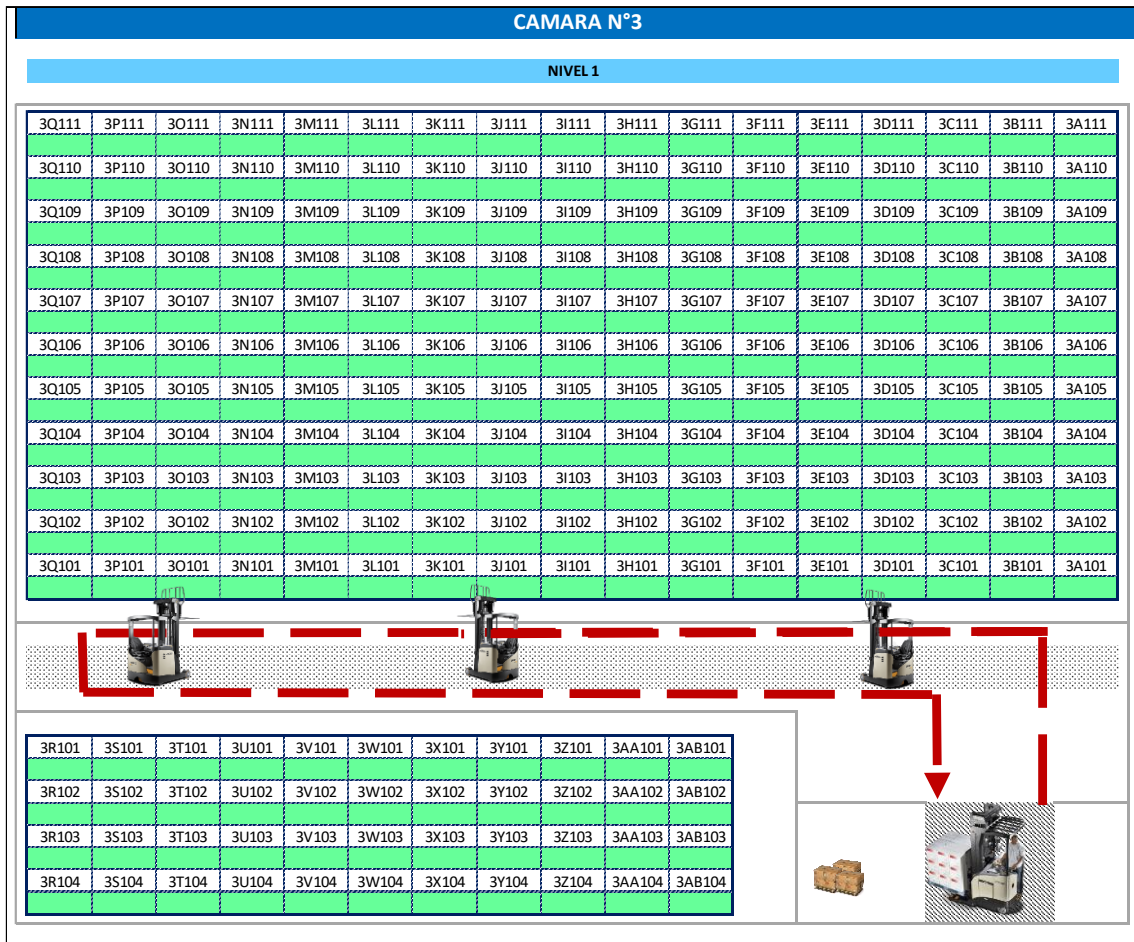 CAMARA N°3
NIVEL 1
3Q111 3P111 3O111 3N111 3M111 3L111 3K111 3J111 3I111 3H111 3G111 3F111 3E111 3D111 3C111 3B111 3A111
3Q110 3P110 3O110 3N110 3M110 3L110 3K110 3J110 3I110 3H110 3G110 3F110 3E110 3D110 3C110 3B110 3A110
3Q109 3P109 3O109 3N109 3M109 3L109 3K109 3J109 3I109 3H109 3G109 3F109 3E109 3D109 3C109 3B109 3A109
3Q108 3P108 3O108 3N108 3M108 3L108 3K108 3J108 3I108 3H108 3G108 3F108 3E108 3D108 3C108 3B108 3A108
3Q107 3P107 3O107 3N107 3M107 3L107 3K107 3J107 3I107 3H107 3G107 3F107 3E107 3D107 3C107 3B107 3A107
3Q106 3P106 3O106 3N106 3M106 3L106 3K106 3J106 3I106 3H106 3G106 3F106 3E106 3D106 3C106 3B106 3A106
3Q105 3P105 3O105 3N105 3M105 3L105 3K105 3J105 3I105 3H105 3G105 3F105 3E105 3D105 3C105 3B105 3A105
3Q104 3P104 3O104 3N104 3M104 3L104 3K104 3J104 3I104 3H104 3G104 3F104 3E104 3D104 3C104 3B104 3A104
3Q103 3P103 3O103 3N103 3M103 3L103 3K103 3J103 3I103 3H103 3G103 3F103 3E103 3D103 3C103 3B103 3A103
3Q102 3P102 3O102 3N102 3M102 3L102 3K102 3J102 3I102 3H102 3G102 3F102 3E102 3D102 3C102 3B102 3A102
3Q101 3P101 3O101 3N101 3M101 3L101 3K101 3J101 3I101 3H101 3G101 3F101 3E101 3D101 3C101 3B101 3A101
3R101 3S101 3T101 3U101 3V101 3W101 3X101 3Y101 3Z101 3AA101 3AB101
3R102 3S102 3T102 3U102 3V102 3W102 3X102 3Y102 3Z102 3AA102 3AB102
3R103 3S103 3T103 3U103 3V103 3W103 3X103 3Y103 3Z103 3AA103 3AB103
3R104 3S104 3T104 3U104 3V104 3W104 3X104 3Y104 3Z104 3AA104 3AB104